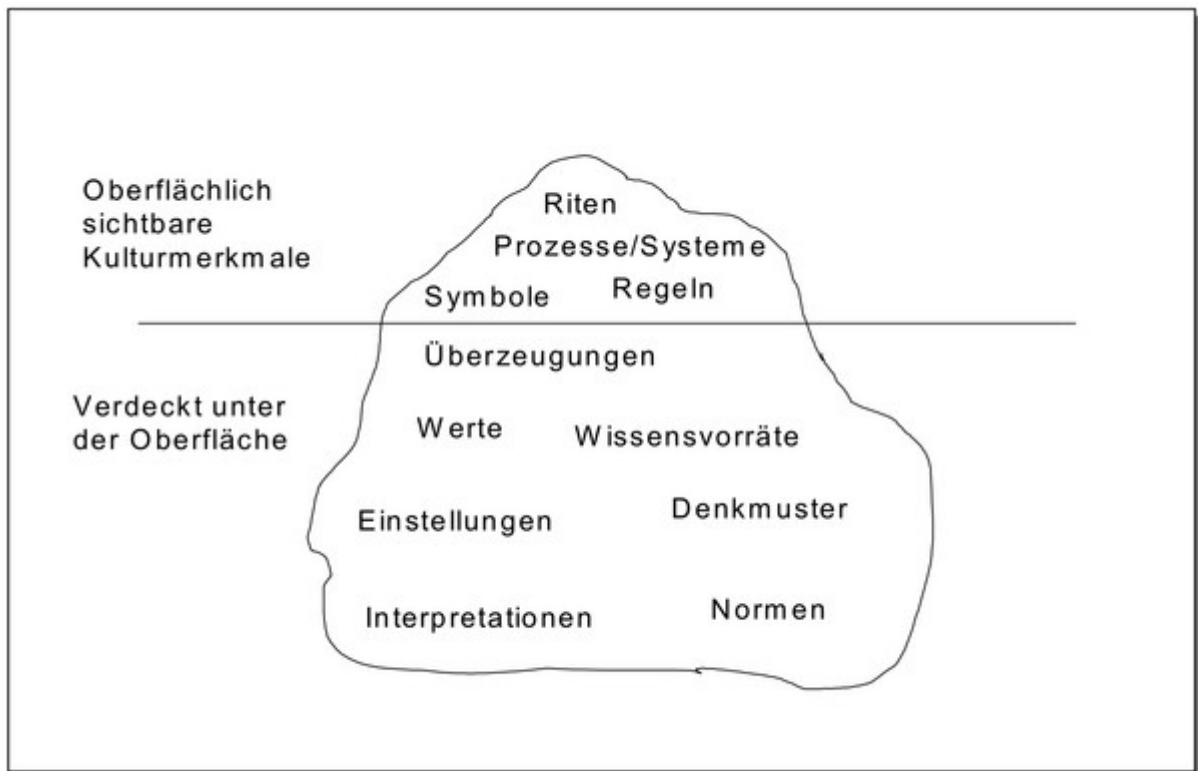 Oberflächlich
sichtbare
Kulturmerkmale
Riten
Prozesse/Systeme
Symbole
Regeln
Verdeckt unter
der Oberfläche
Überzeugungen
Werte
Wissensvorräte
Einstellungen
Denkmuster
Interpretationen
Normen